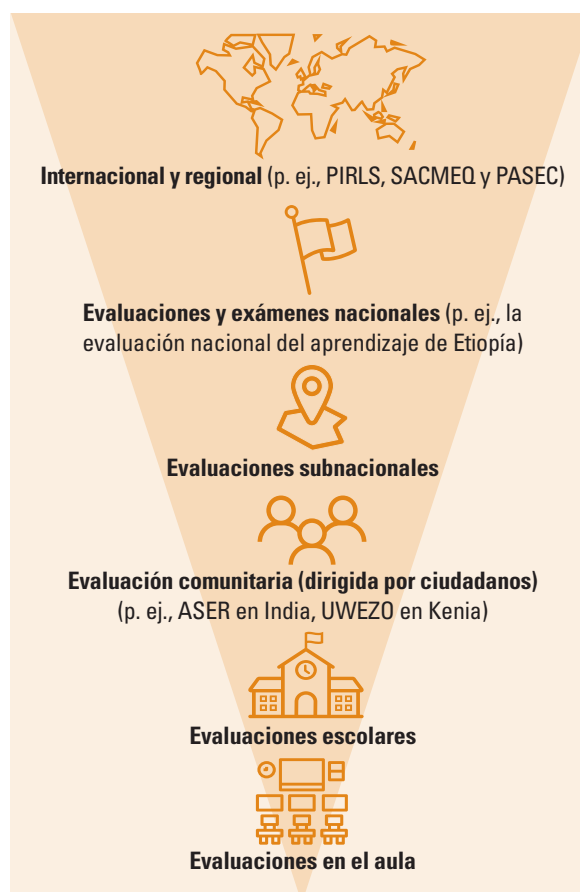 Internacional y regional (p. ej., PIRLS, SACMEQ y PASEC)
Evaluaciones y exámenes nacionales (p. ej., la
evaluación nacional del aprendizaje de Etiopía)
Evaluaciones subnacionales
Evaluación comunitaria (dirigida por ciudadanos)
(p. ej., ASER en India, UWEZO en Kenia)
Evaluaciones escolares
Evaluaciones en el aula